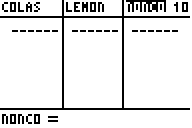 COLAS LEMON NONCO 10
------ ------ ------
NONCO =